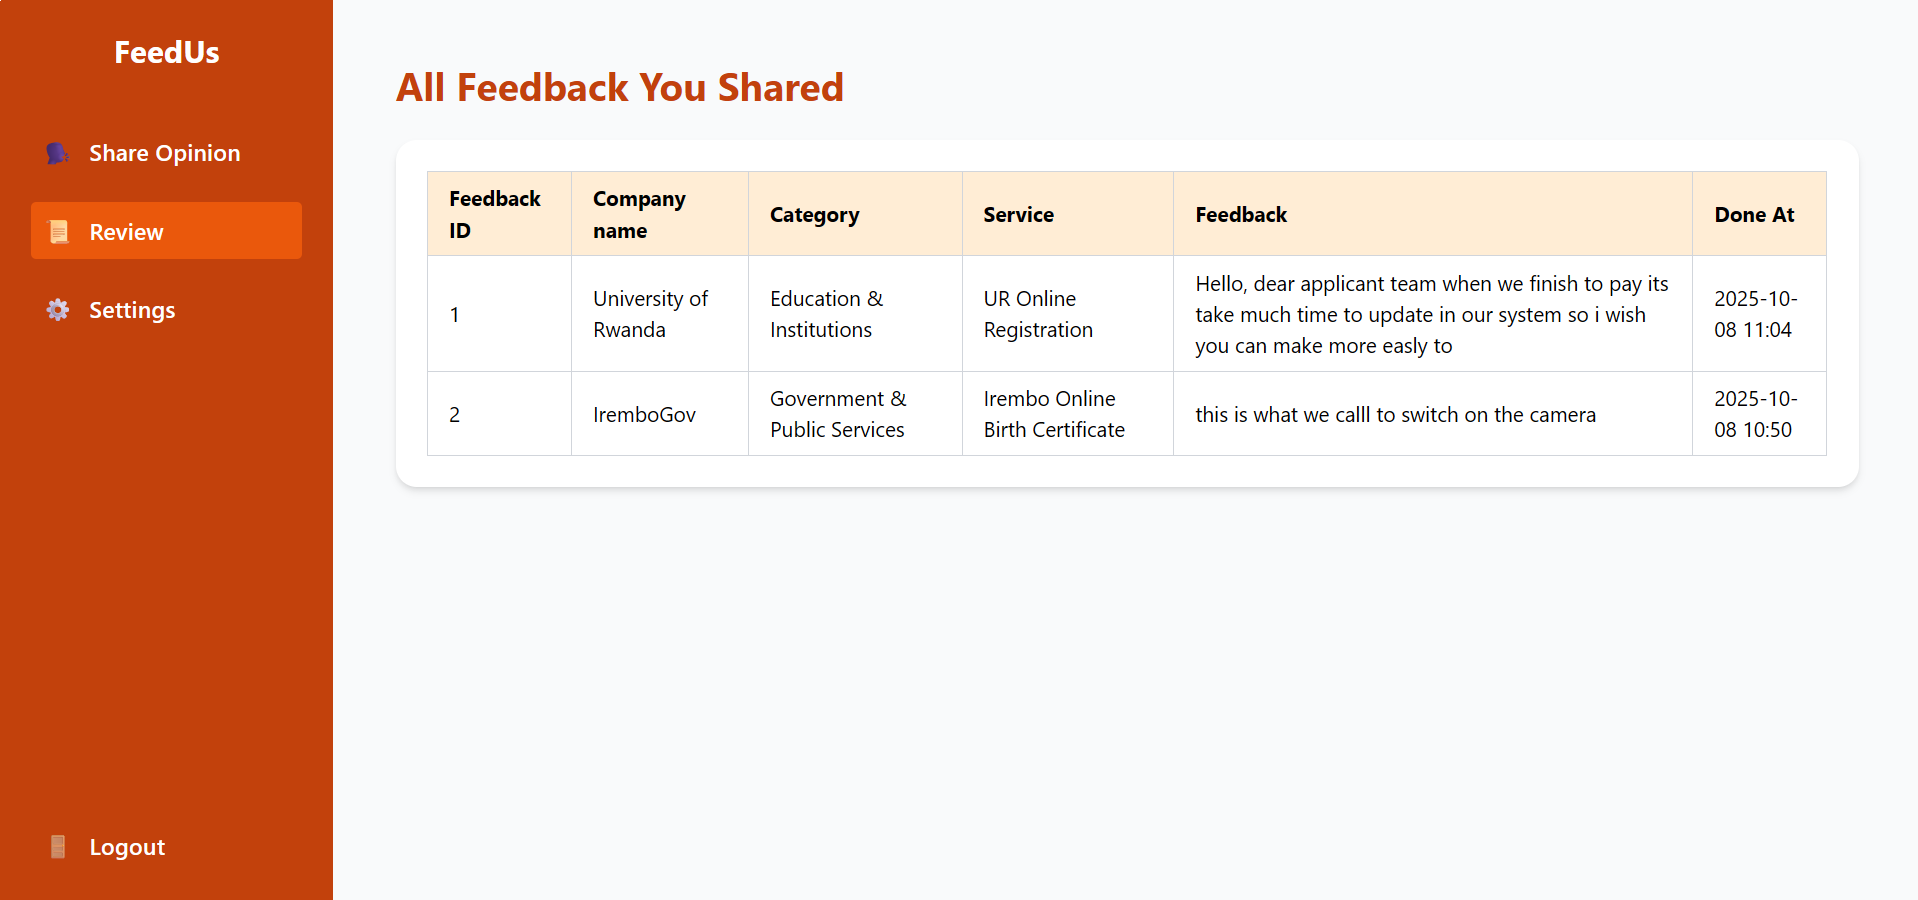 FeedUs
Share Opinion
Review
Settings
Logout
All Feedback You Shared
Feedback
ID
Company
name
Category
Service
Feedback
Done At
1
University of
Rwanda
Education &
Institutions
UR Online
Registration
Hello, dear applicant team when we finish to pay its
take much time to update in our system so i wish
you can make more easly to
2025-10-
08 11:04
2
IremboGov
Government &
Public Services
Irembo Online
Birth Certificate
this is what we calll to switch on the camera
2025-10-
08 10:50